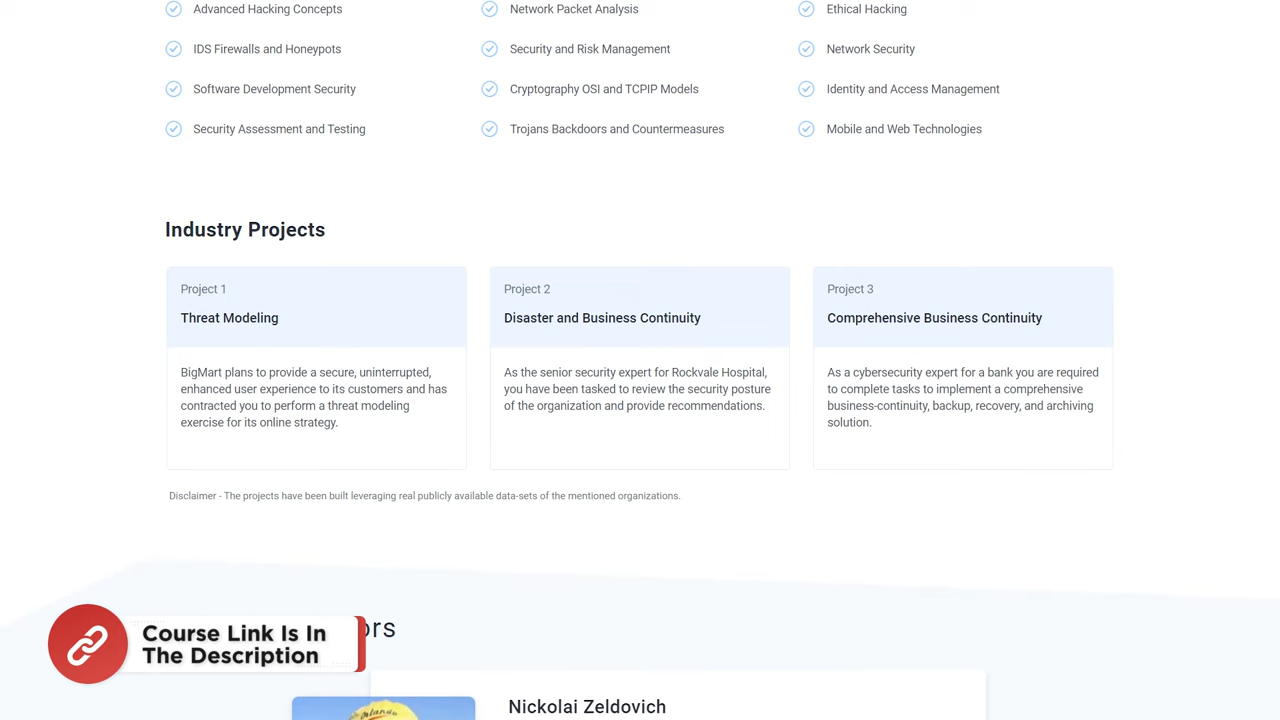 Advanced Hacking Concepts
Network Packet Analysis
Ethical Hacking
IDS Firewalls and Honeypots
Security and Risk Management
Network Security
Software Development Security
Cryptography OSI and TCPIP Models
Identity and Access Management
Security Assessment and Testing
Trojans Backdoors and Countermeasures
Mobile and Web Technologies
Industry Projects
Project 1
Threat Modeling
BigMart plans to provide a secure, uninterrupted,
enhanced user experience to its customers and has
contracted you to perform a threat modeling
exercise for its online strategy.
Project 2
Disaster and Business Continuity
As the senior security expert for Rockvale Hospital,
you have been tasked to review the security posture
of the organization and provide recommendations.
Project 3
Comprehensive Business Continuity
As a cybersecurity expert for a bank you are required
to complete tasks to implement a comprehensive
business-continuity, backup, recovery, and archiving
solution.
Disclaimer - The projects have been built leveraging real publicly available data-sets of the mentioned organizations.
Course Link Is In
The Description
Nickolai Zeldovich